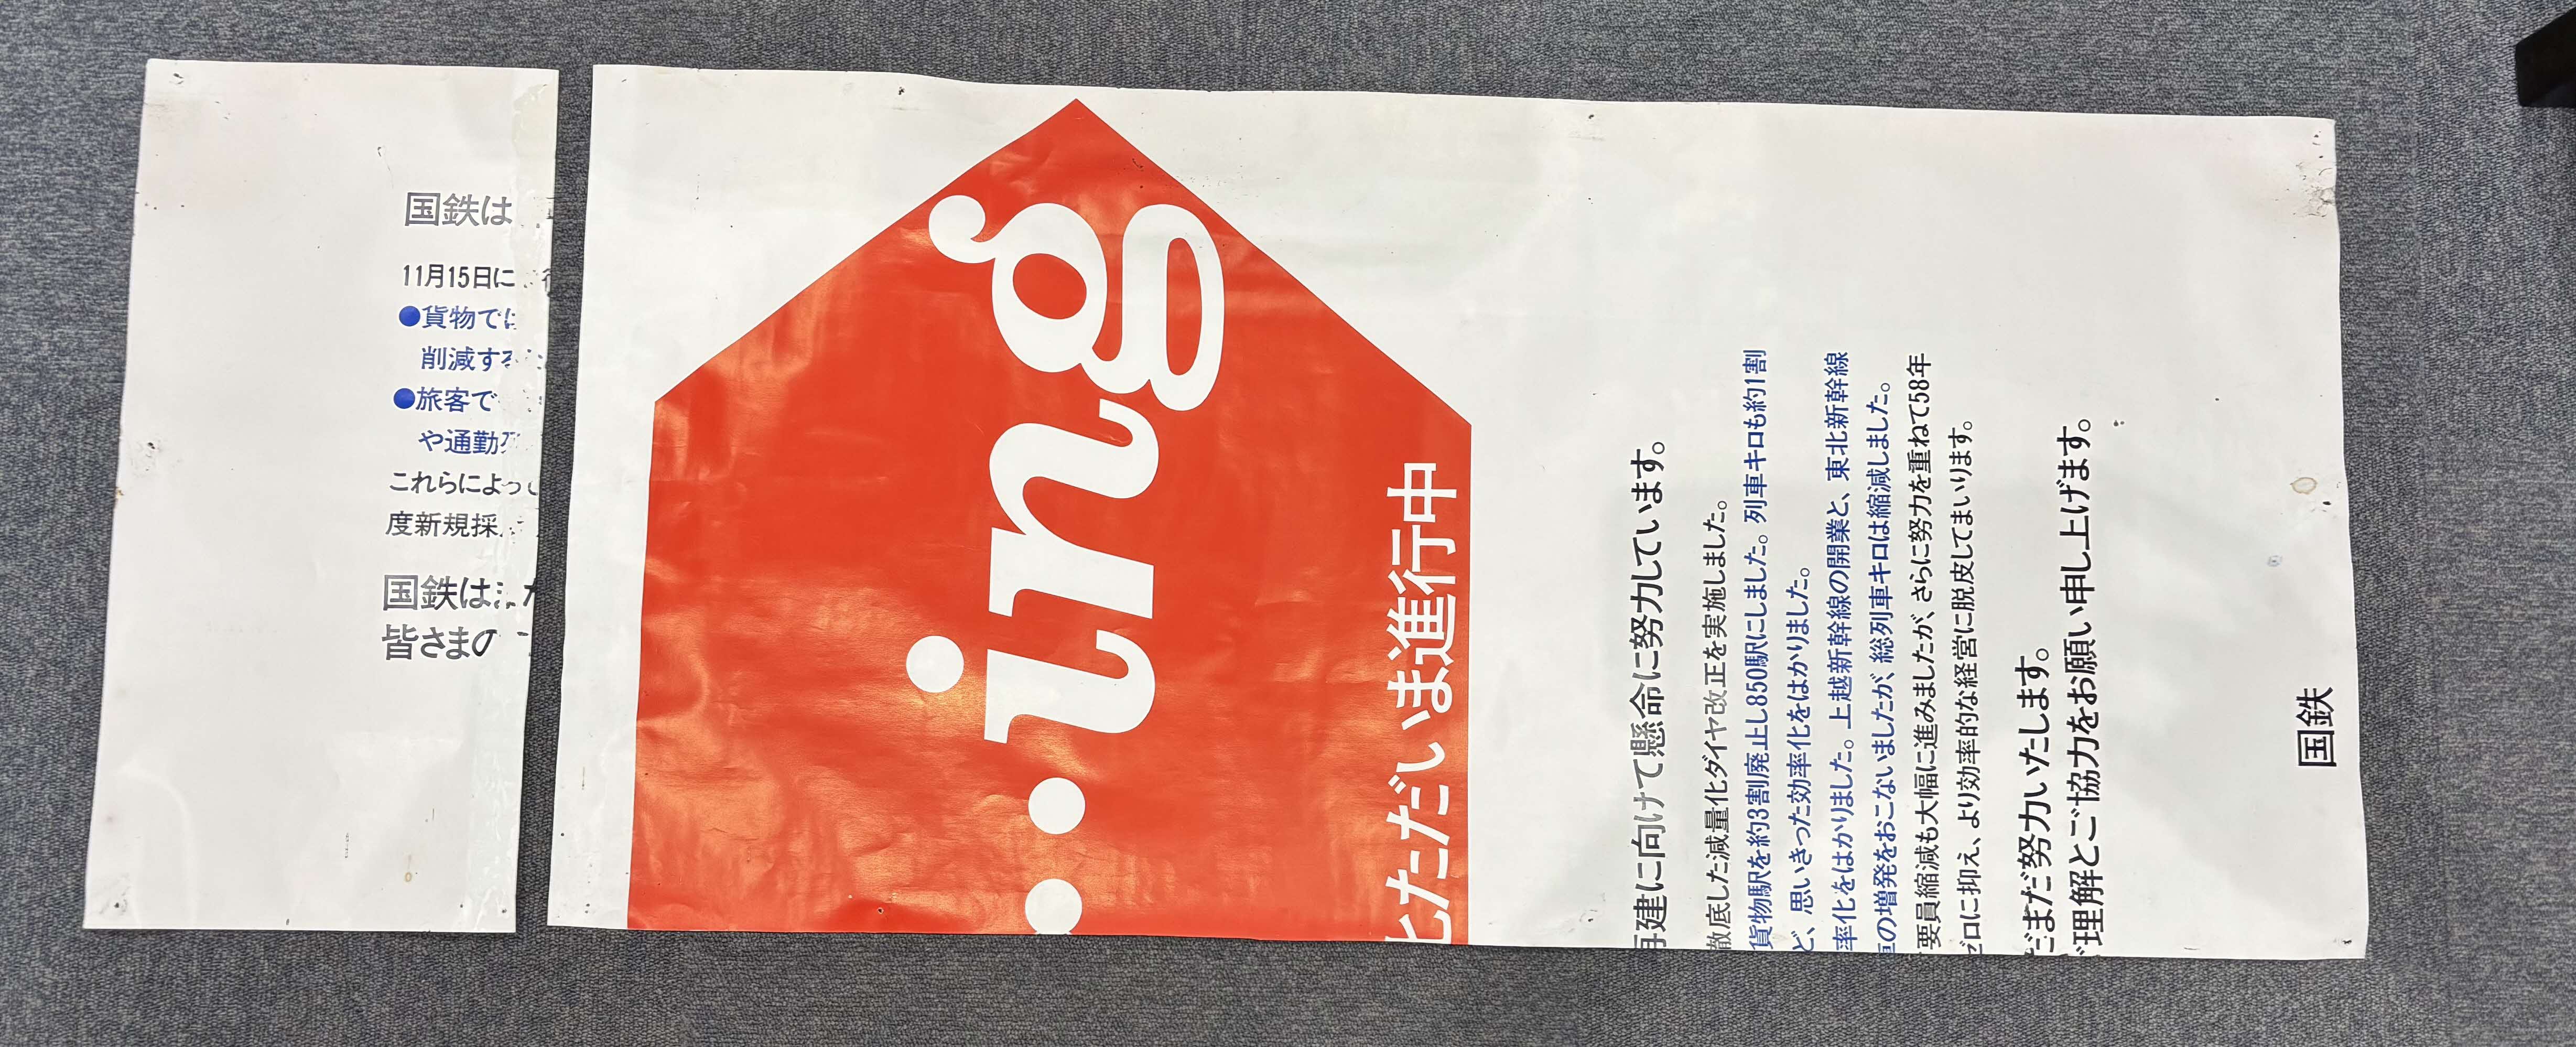 国鉄は
11月15日に
●貨物では
削減する
●旅客で
や通勤
これらによって
度新規採
国鉄は
皆さまの
ing
ただいま進行中
建に向けて懸命に努力しています。
徹底した減量化ダイヤ改正を実施しました。
貨物駅を約3割廃止し850駅にしました。列車キロも約1割
ど、思いきった効率化をはかりました。
率化をはかりました。上越新幹線の開業と、東北新幹線
の増発をおこないましたが、総列車キロは縮減しました。
要員縮減も大幅に進みましたが、さらに努力を重ねて58年
ロに抑え、より効率的な経営に脱皮してまいります。
まだ努力いたします。
理解とご協力をお願い申し上げます。
国鉄